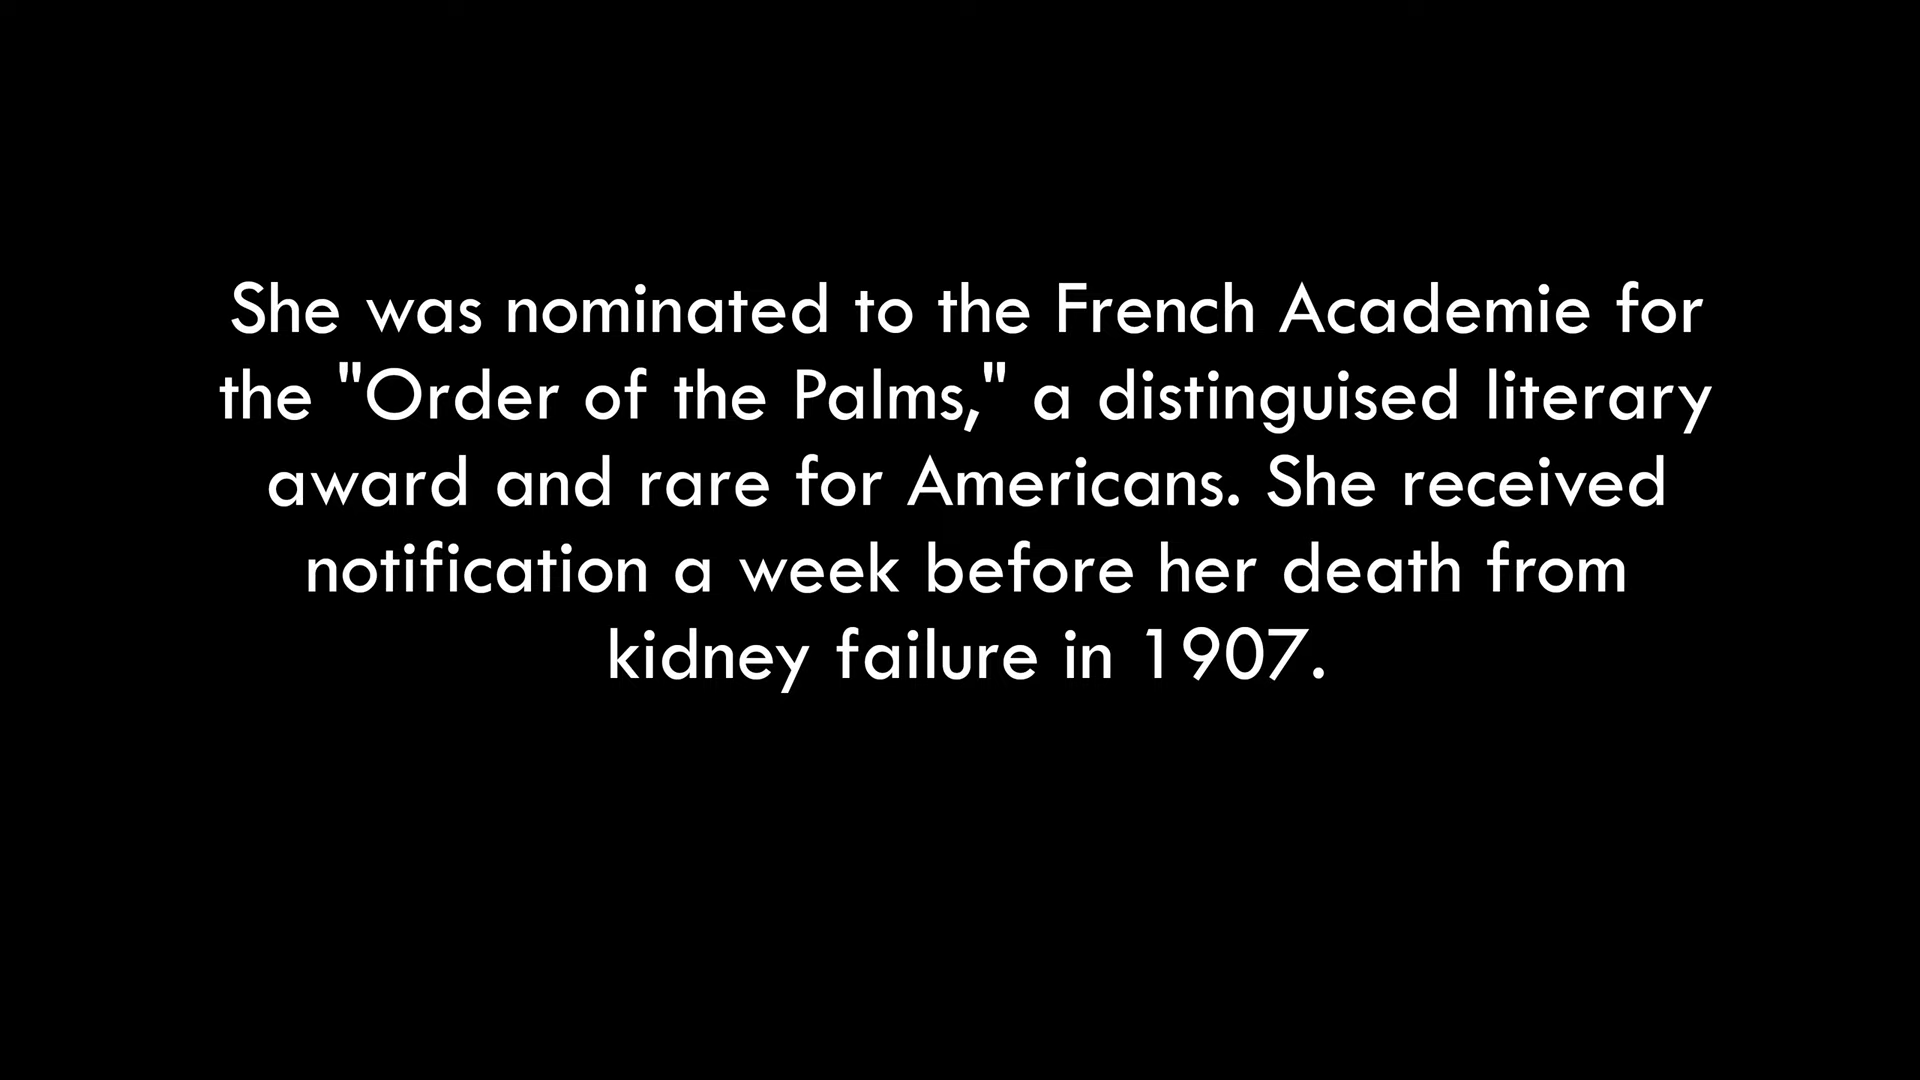 She was nominated to the French Academie for
the "Order of the Palms," a distinguised literary
award and rare for Americans. She received
notification a week before her death from
kidney failure in 1907.